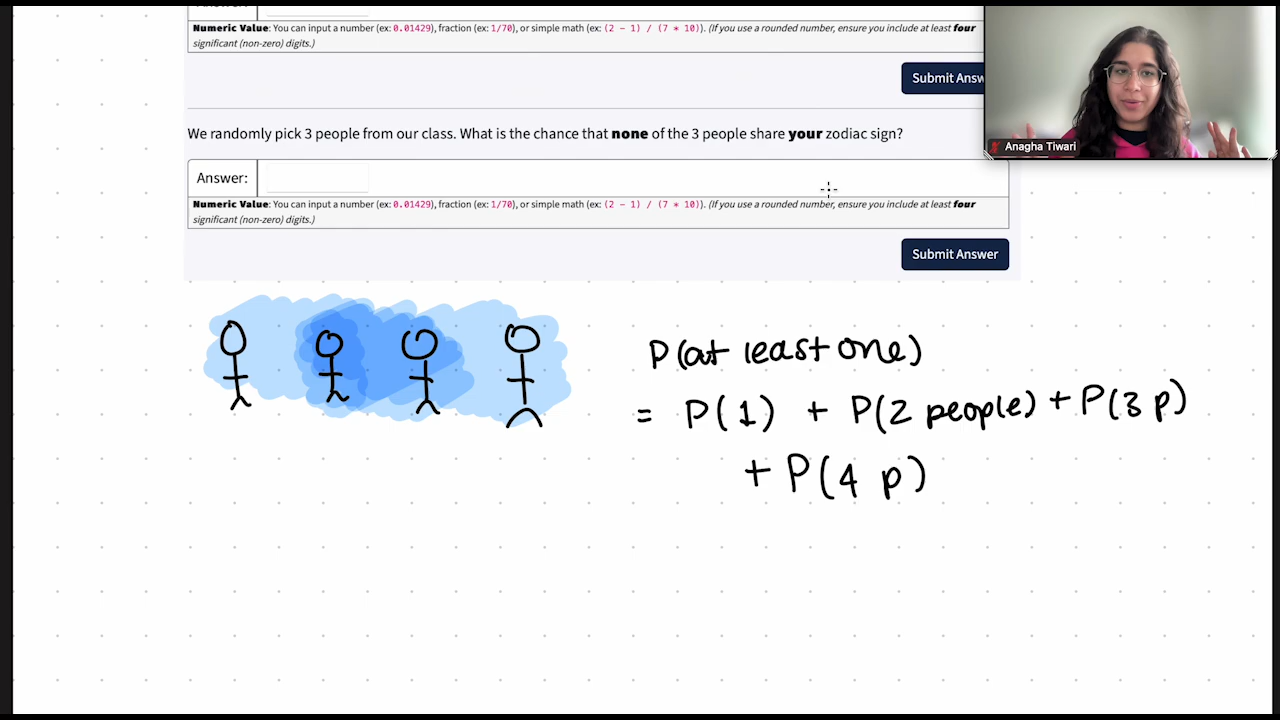 Numeric Value: You can input a number (ex: 0.01429), fraction (ex: 1/70), or simple math (ex: (2 - 1) / (7 * 10)). (If you use a rounded number, ensure you include at least four
significant (non-zero) digits.)
Submit Answ
Anagha Tiwari
We randomly pick 3 people from our class. What is the chance that none of the 3 people share your zodiac sign?
Answer:
Numeric Value: You can input a number (ex: 0.01429), fraction (ex: 1/70), or simple math (ex: (2 - 1) / (7 * 10)). (If you use a rounded number, ensure you include at least four
significant (non-zero) digits.)
Submit Answer
P(at least one)
= P(1) + P(2 people) + P(3 p)
+ P(4 p)